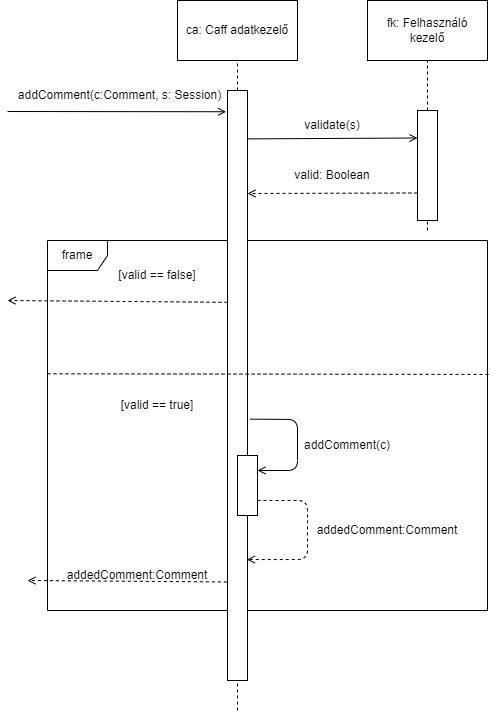 ca: Caff adatkezelő
fk: Felhasználó
kezelő
addComment(c:Comment, s: Session)
validate(s)
valid: Boolean
frame
[valid == false]
[valid == true]
addComment(c)
addedComment:Comment
addedComment:Comment